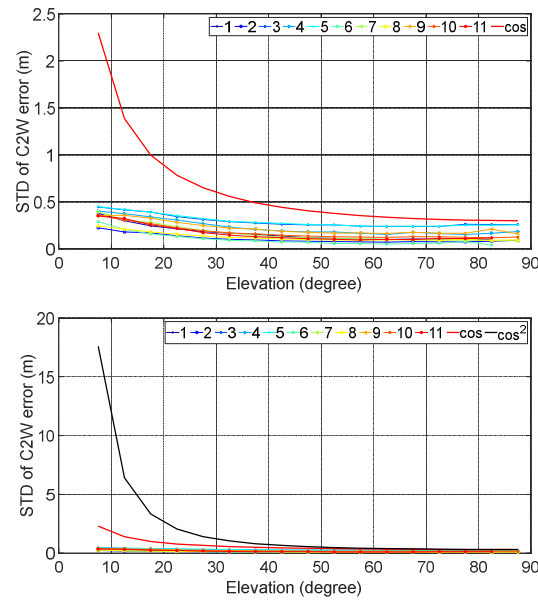 1 2 3 4 5 6 7 8 9 10 11 cos
2.5
2
1.5
1
0.5
0
STD of C2W error (m)
0 10 20 30 40 50 60 70 80 90
Elevation (degree)
1 2 3 4 5 6 7 8 9 10 11 cos cos²
20
15
10
5
0
STD of C2W error (m)
0 10 20 30 40 50 60 70 80 90
Elevation (degree)